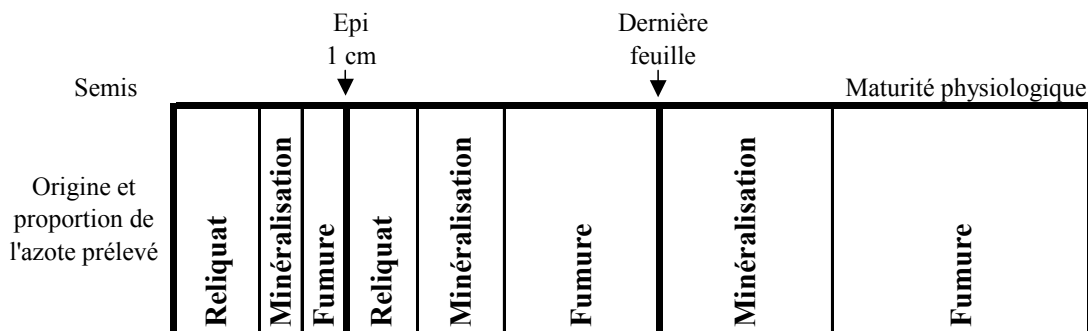 Epi
1 cm
Dernière
feuille
Semis
Maturité physiologique
Origine et
proportion de
l'azote prélevé
Reliquat
Minéralisation
Fumure
Reliquat
Minéralisation
Fumure
Minéralisation
Fumure